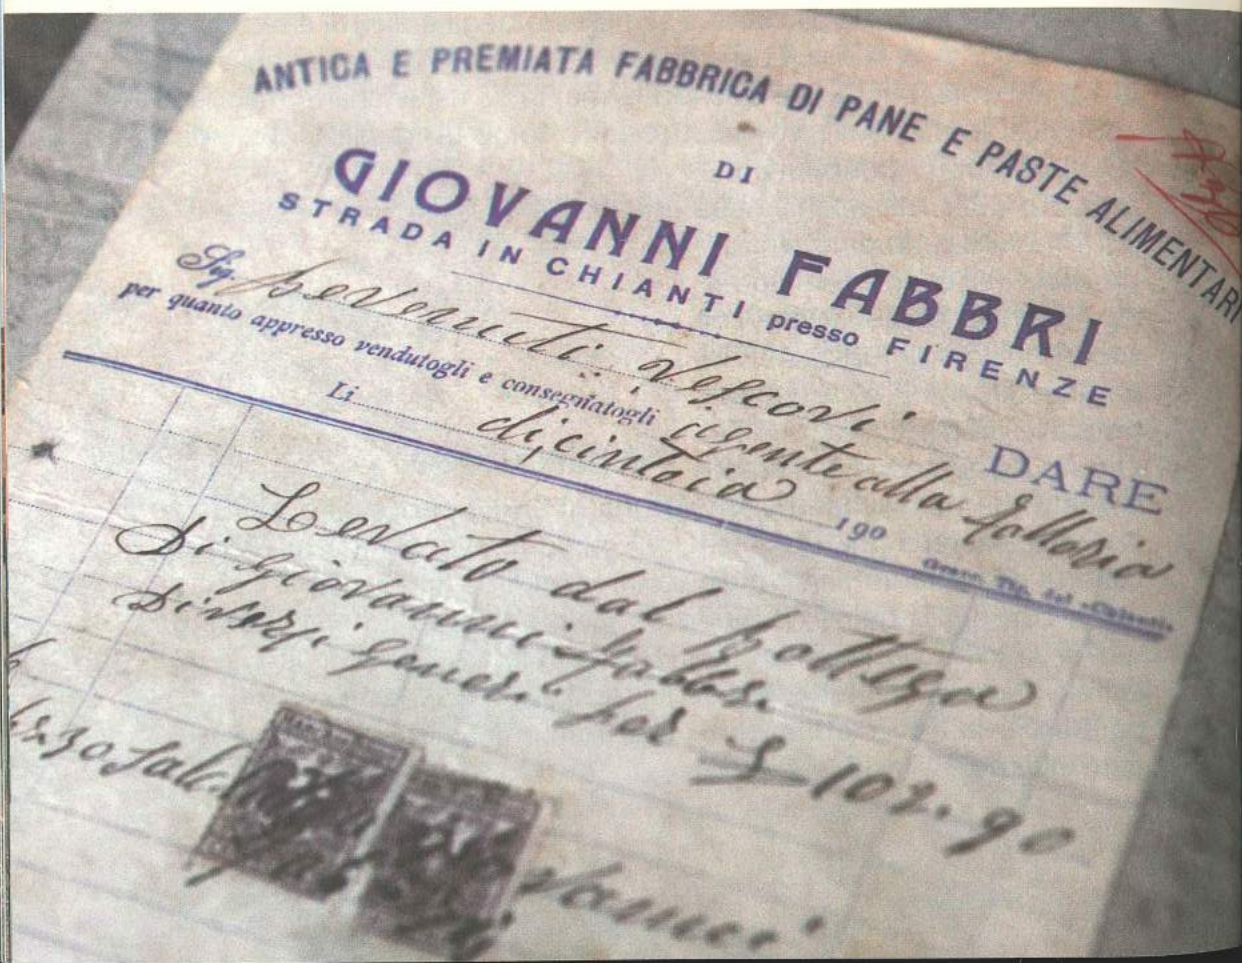 ANTICA E PREMIATA FABBRICA DI PANE E PASTE ALIMENTARI
DI
GIOVANNI FABBRI
STRADA IN CHIANTI presso FIRENZE
Sig. Vescovi DARE
per quanto appresso vendutogli e consegnatogli agente alla fattoria
Li di cintoia 190
Levato dal bottega
Di Giovanni Fabbri
Diversi generi per £ 102.90